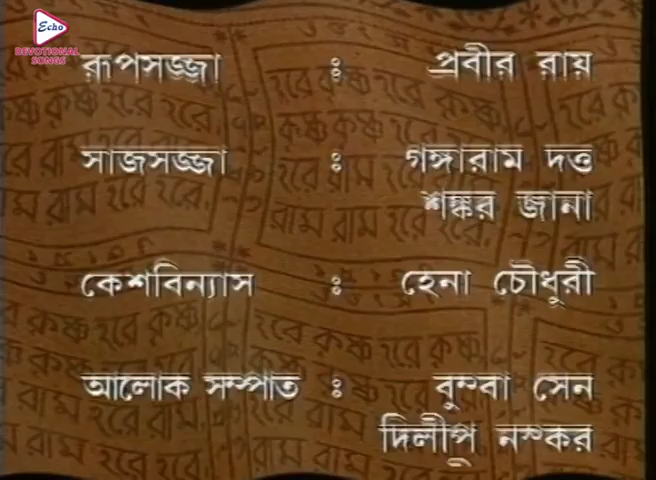 Echo
DEVOTIONAL
SONGS
রূপসজ্জা : প্রবীর রায়
সাজসজ্জা : গঙ্গারাম দত্ত
শঙ্কর জানা
কেশবিন্যাস : হেনা চৌধুরী
আলোক সম্পাত : বুম্বা সেন
দিলীপ নস্কর